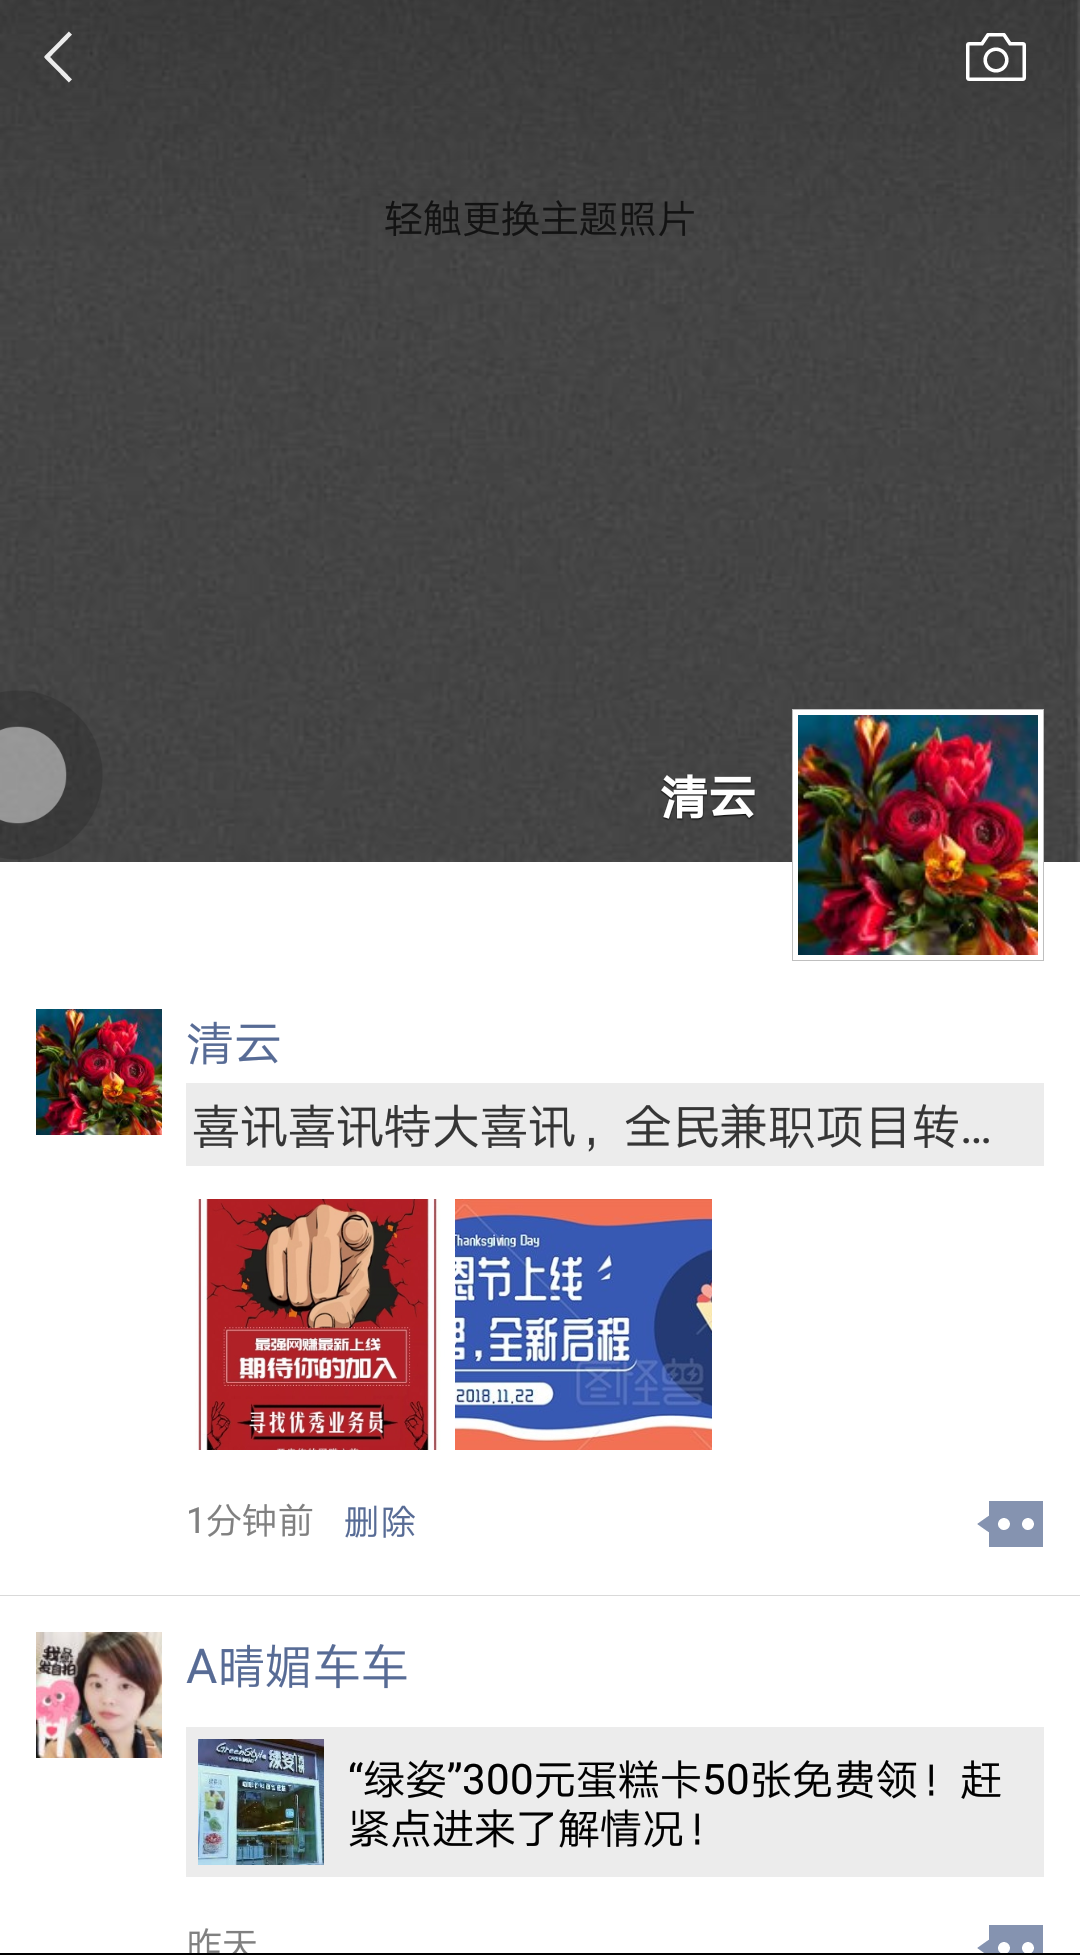 轻触更换主题照片
清云
清云
喜讯喜讯特大喜讯，全民兼职项目转...
最强网赚最新上线
期待你的加入
寻找优秀业务员
Thanksgiving Day
恩节上线
,全新启程
2018.11.22
图怪兽
1分钟前 删除
A晴媚车车
我是
发自拍
GreenStyle 绿姿
“绿姿”300元蛋糕卡50张免费领！赶
紧点进来了解情况！
昨天